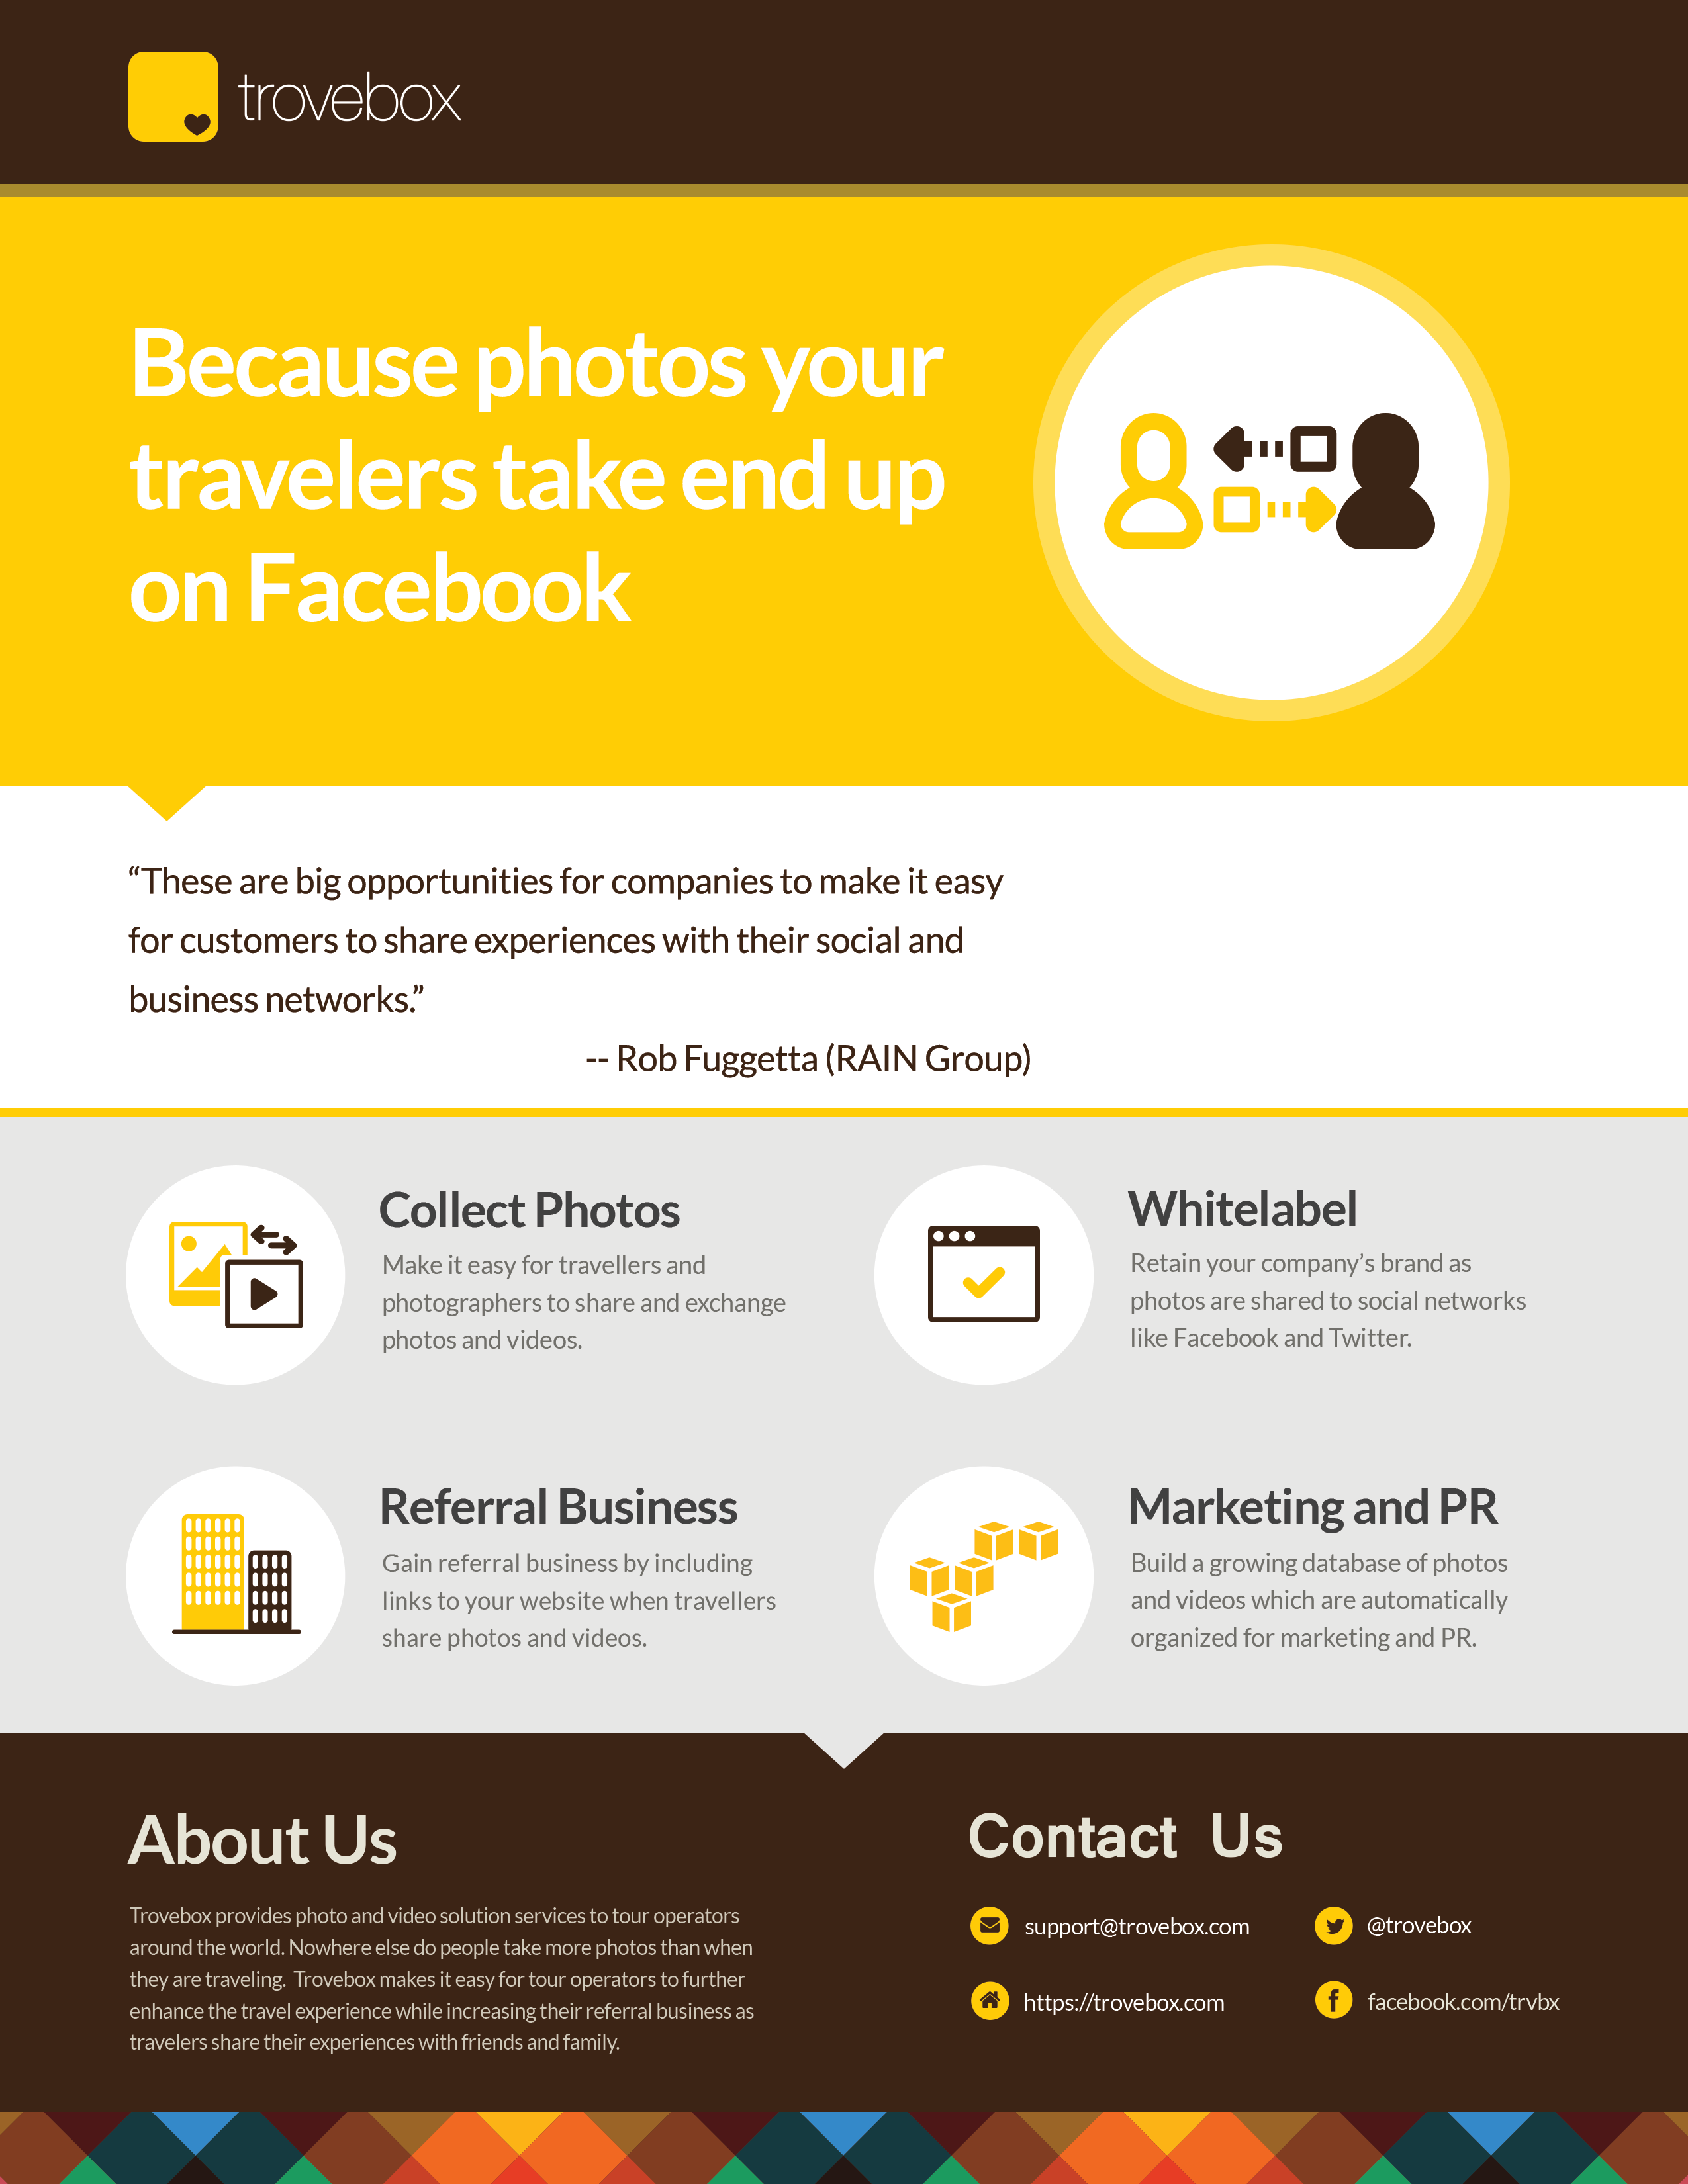 trovebox
Because photos your
travelers take end up
on Facebook
“These are big opportunities for companies to make it easy
for customers to share experiences with their social and
business networks.”
-- Rob Fuggetta (RAIN Group)
Collect Photos
Make it easy for travellers and
photographers to share and exchange
photos and videos.
Whitelabel
Retain your company’s brand as
photos are shared to social networks
like Facebook and Twitter.
Referral Business
Gain referral business by including
links to your website when travellers
share photos and videos.
Marketing and PR
Build a growing database of photos
and videos which are automatically
organized for marketing and PR.
About Us
Trovebox provides photo and video solution services to tour operators
around the world. Nowhere else do people take more photos than when
they are traveling.  Trovebox makes it easy for tour operators to further
enhance the travel experience while increasing their referral business as
travelers share their experiences with friends and family.
Contact Us
support@trovebox.com
@trovebox
https://trovebox.com
facebook.com/trvbx